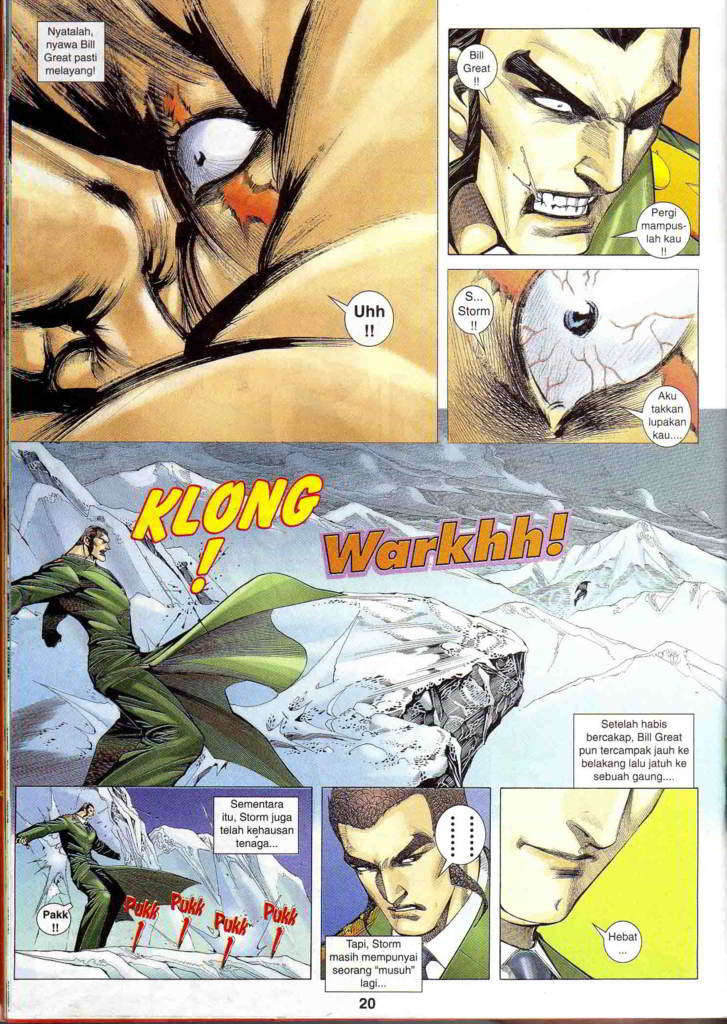 Nyatalah,
nyawa Bill
Great pasti
melayang!
Uhh
!!
Bill
Great
!!
Pergi
mampus-
lah kau
!!
S...
Storm
!!
Aku
takkan
lupakan
kau....
KLONG
!
Warkhh!
Setelah habis
bercakap, Bill Great
pun tercampak jauh ke
belakang lalu jatuh ke
sebuah gaung....
Sementara
itu, Storm juga
telah kehausan
tenaga...
Pakk
!!
Pukk
Pukk
Pukk
Pukk
Tapi, Storm
masih mempunyai
seorang "musuh"
lagi...
Hebat
...
20